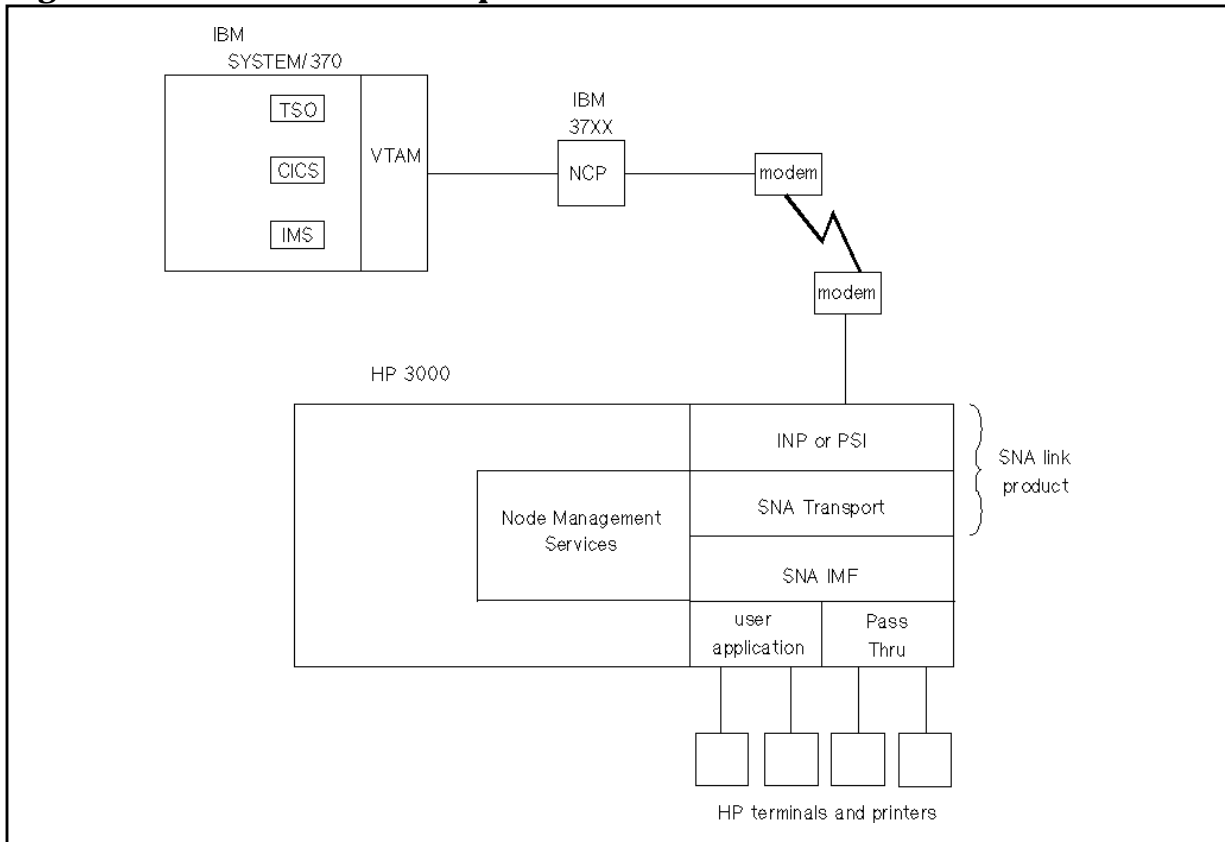 IBM
SYSTEM/370
TSO
CICS
IMS
VTAM
IBM
37XX
NCP
modem
modem
HP 3000
INP or PSI
SNA Transport
SNA link
product
Node Management
Services
SNA IMF
user
application
Pass
Thru
HP terminals and printers